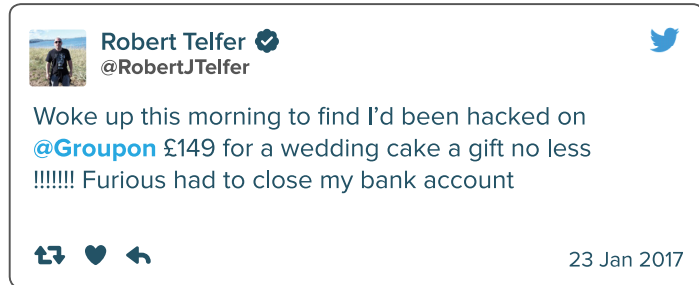 Robert Telfer
@RobertJTelfer
Woke up this morning to find I’d been hacked on
@Groupon £149 for a wedding cake a gift no less
!!!!!!! Furious had to close my bank account
23 Jan 2017